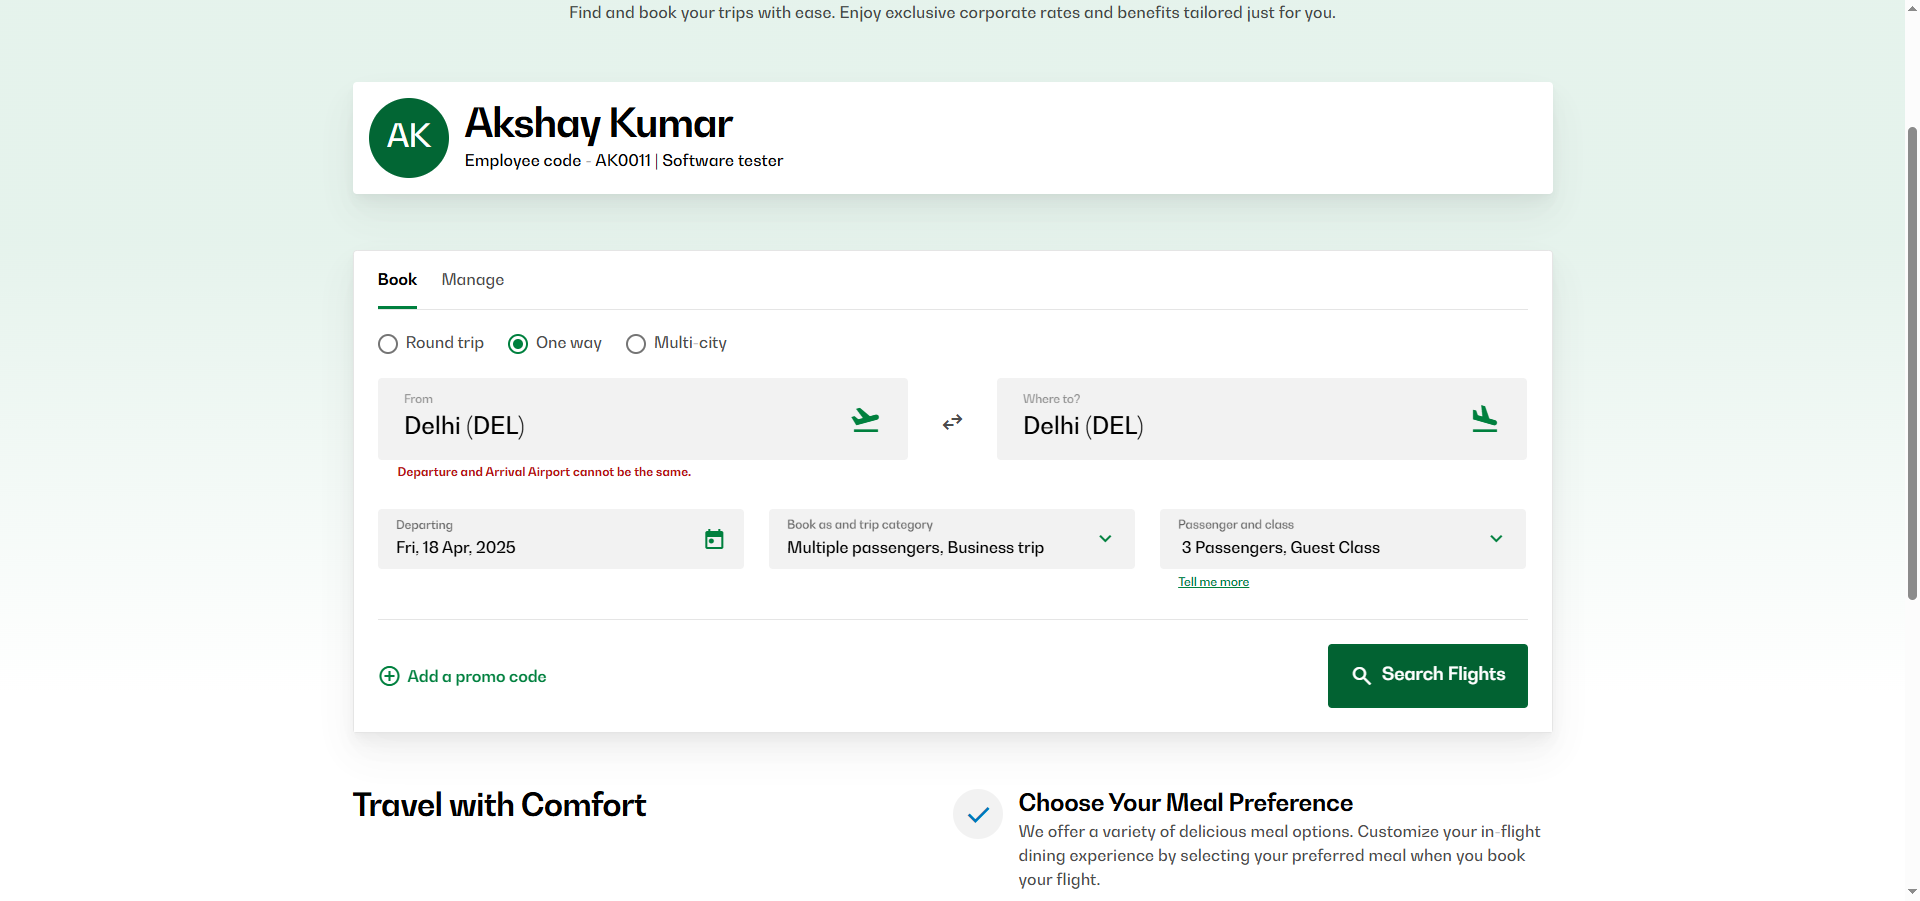 Find and book your trips with ease. Enjoy exclusive corporate rates and benefits tailored just for you.
AK
Akshay Kumar
Employee code - AK0011 | Software tester
Book Manage
Round trip One way Multi-city
From
Delhi (DEL)
Where to?
Delhi (DEL)
Departure and Arrival Airport cannot be the same.
Departing
Fri, 18 Apr, 2025
Book as and trip category
Multiple passengers, Business trip
Passenger and class
3 Passengers, Guest Class
Tell me more
Add a promo code
Search Flights
Travel with Comfort
Choose Your Meal Preference
We offer a variety of delicious meal options. Customize your in-flight
dining experience by selecting your preferred meal when you book
your flight.